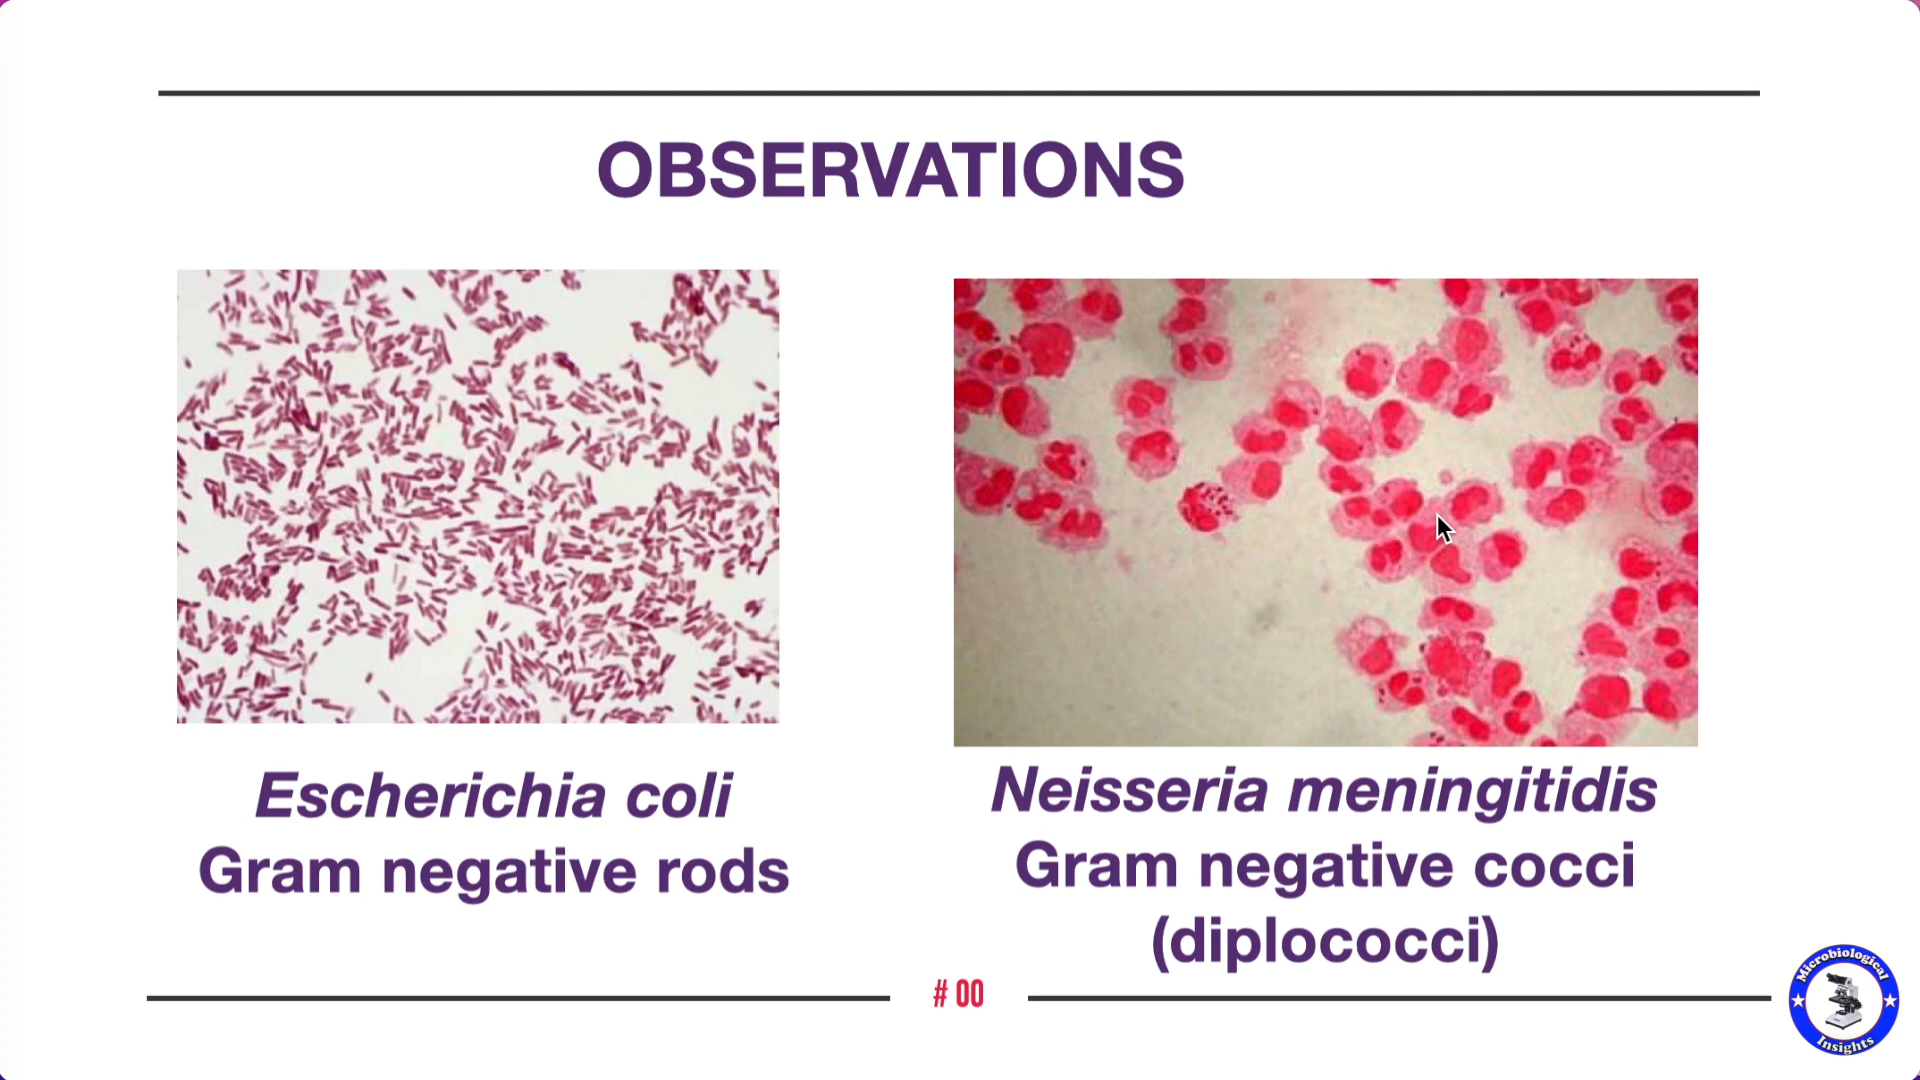 OBSERVATIONS
Escherichia coli
Gram negative rods
Neisseria meningitidis
Gram negative cocci
(diplococci)
# 00
Microbiological
Insights